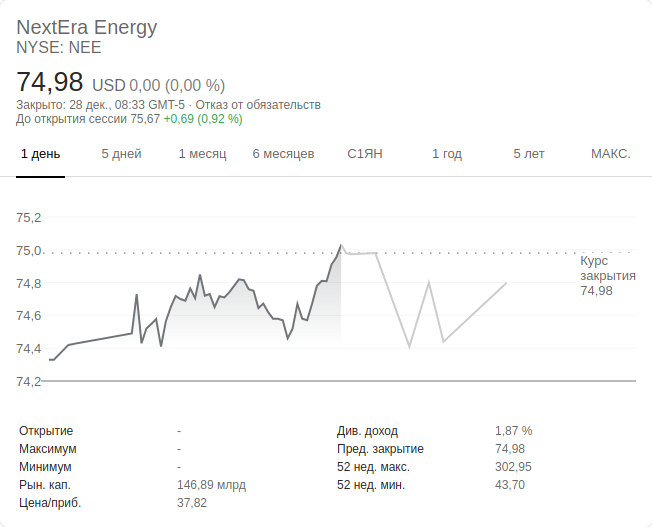 NextEra Energy
NYSE: NEE
74,98 USD 0,00 (0,00 %)
Закрыто: 28 дек., 08:33 GMT-5 · Отказ от обязательств
До открытия сессии 75,67 +0,69 (0,92 %)
1 день 5 дней 1 месяц 6 месяцев С1ЯН 1 год 5 лет МАКС.
75,2
75,0
Курс
закрытия
74,98
74,8
74,6
74,4
74,2
Открытие - Див. доход 1,87 %
Максимум - Пред. закрытие 74,98
Минимум - 52 нед. макс. 302,95
Рын. кап. 146,89 млрд 52 нед. мин. 43,70
Цена/приб. 37,82